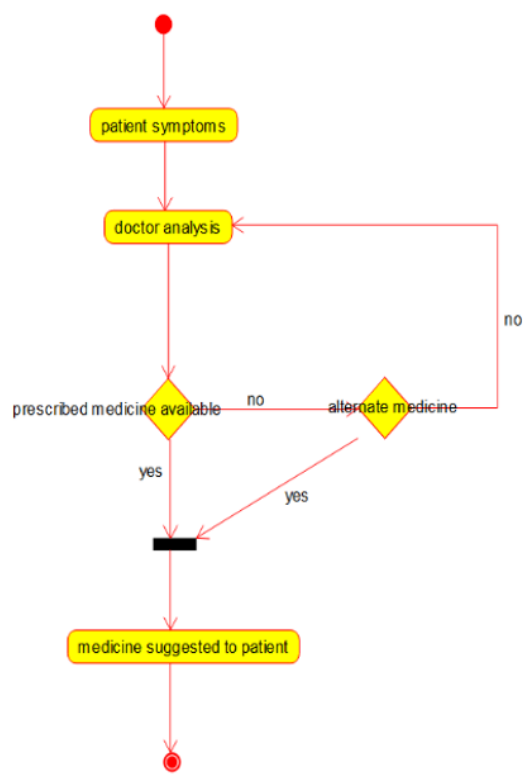 patient symptoms
doctor analysis
no
prescribed medicine available
no
alternate medicine
yes
yes
medicine suggested to patient